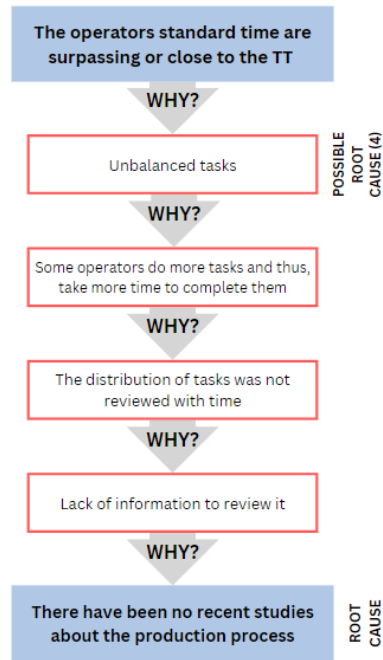 The operators standard time are
surpassing or close to the TT
WHY?
Unbalanced tasks
POSSIBLE
ROOT
CAUSE (4)
WHY?
Some operators do more tasks and thus,
take more time to complete them
WHY?
The distribution of tasks was not
reviewed with time
WHY?
Lack of information to review it
WHY?
There have been no recent studies
about the production process
ROOT
CAUSE